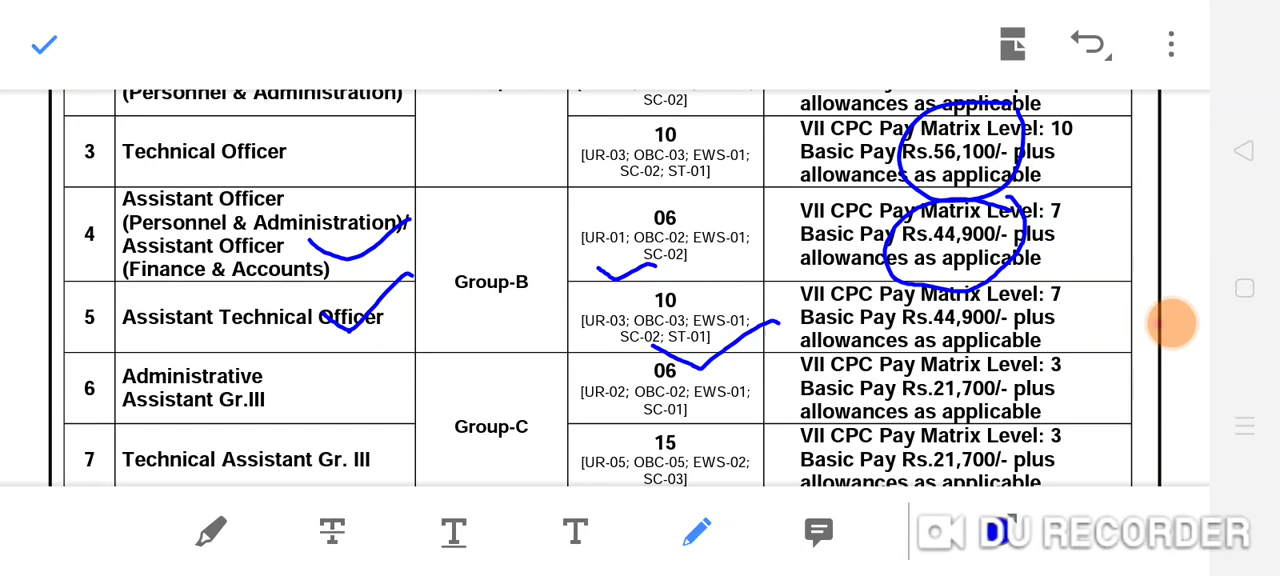 (Personnel & Administration)
SC-02]
allowances as applicable
3
Technical Officer
10
[UR-03; OBC-03; EWS-01;
SC-02; ST-01]
VII CPC Pay Matrix Level: 10
Basic Pay Rs.56,100/- plus
allowances as applicable
4
Assistant Officer
(Personnel & Administration)/
Assistant Officer
(Finance & Accounts)
Group-B
06
[UR-01; OBC-02; EWS-01;
SC-02]
VII CPC Pay Matrix Level: 7
Basic Pay Rs.44,900/- plus
allowances as applicable
5
Assistant Technical Officer
10
[UR-03; OBC-03; EWS-01;
SC-02; ST-01]
VII CPC Pay Matrix Level: 7
Basic Pay Rs.44,900/- plus
allowances as applicable
6
Administrative
Assistant Gr.III
Group-C
06
[UR-02; OBC-02; EWS-01;
SC-01]
VII CPC Pay Matrix Level: 3
Basic Pay Rs.21,700/- plus
allowances as applicable
7
Technical Assistant Gr. III
15
[UR-05; OBC-05; EWS-02;
SC-03]
VII CPC Pay Matrix Level: 3
Basic Pay Rs.21,700/- plus
allowances as applicable
DU RECORDER